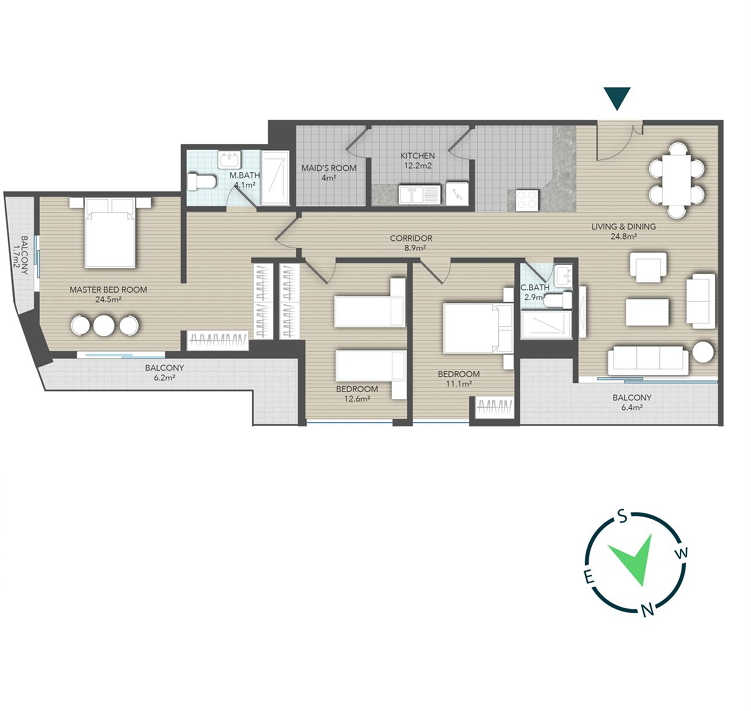 M.BATH
4.1m²
MAID'S ROOM
4m²
KITCHEN
12.2m2
LIVING & DINING
24.8m²
CORRIDOR
8.9m²
BALCONY
1.7m2
MASTER BED ROOM
24.5m²
C.BATH
2.9m²
BALCONY
6.2m²
BEDROOM
12.6m²
BEDROOM
11.1m²
BALCONY
6.4m²
S
W
E
N